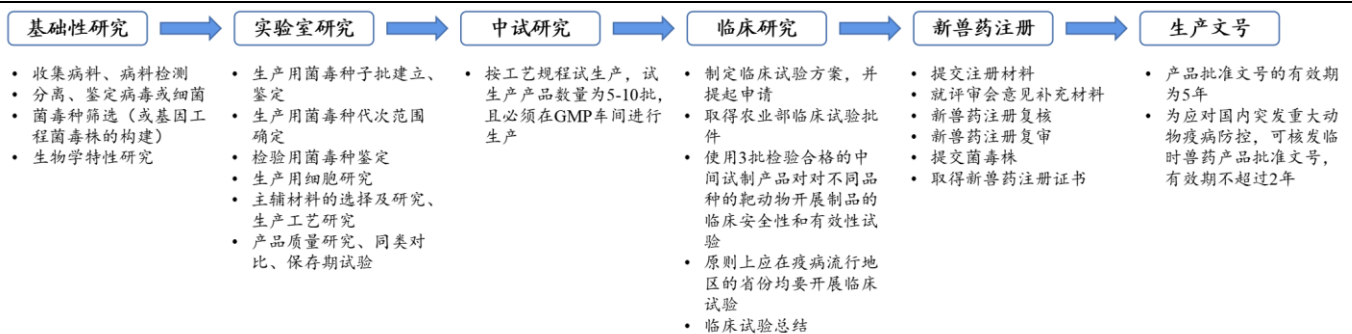 基础性研究
实验室研究
中试研究
临床研究
新兽药注册
生产文号
• 收集病料、病料检测
• 分离、鉴定病毒或细菌
• 菌毒种筛选（或基因工
程菌毒株的构建）
• 生物学特性研究
• 生产用菌毒种子批建立、
鉴定
• 生产用菌毒种代次范围
确定
• 检验用菌毒种鉴定
• 生产用细胞研究
• 主辅材料的选择及研究、
生产工艺研究
• 产品质量研究、同类对
比、保存期试验
• 按工艺规程试生产，试
生产产品数量为5-10批，
且必须在GMP车间进行
生产
• 制定临床试验方案，并
提起申请
• 取得农业部临床试验批
件
• 使用3批检验合格的中
间试制产品对对不同品
种的靶动物开展制品的
临床安全性和有效性试
验
• 原则上应在疫病流行地
区的省份均要开展临床
试验
• 临床试验总结
• 提交注册材料
• 就评审会意见补充材料
• 新兽药注册复核
• 新兽药注册复审
• 提交菌毒株
• 取得新兽药注册证书
• 产品批准文号的有效期
为5年
• 为应对国内突发重大动
物疫病防控，可核发临
时兽药产品批准文号，
有效期不超过2年